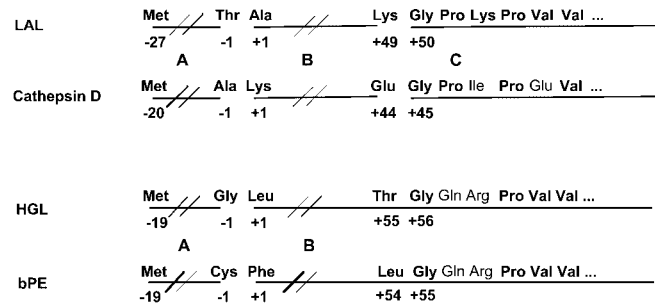 LAL Met Thr Ala Lys Gly Pro Lys Pro Val Val ...
-27 -1 +1 +49 +50
A B C
Cathepsin D Met Ala Lys Glu Gly Pro Ile Pro Glu Val ...
-20 -1 +1 +44 +45
HGL Met Gly Leu Thr Gly Gln Arg Pro Val Val ...
-19 -1 +1 +55 +56
A B
bPE Met Cys Phe Leu Gly Gln Arg Pro Val Val ...
-19 -1 +1 +54 +55